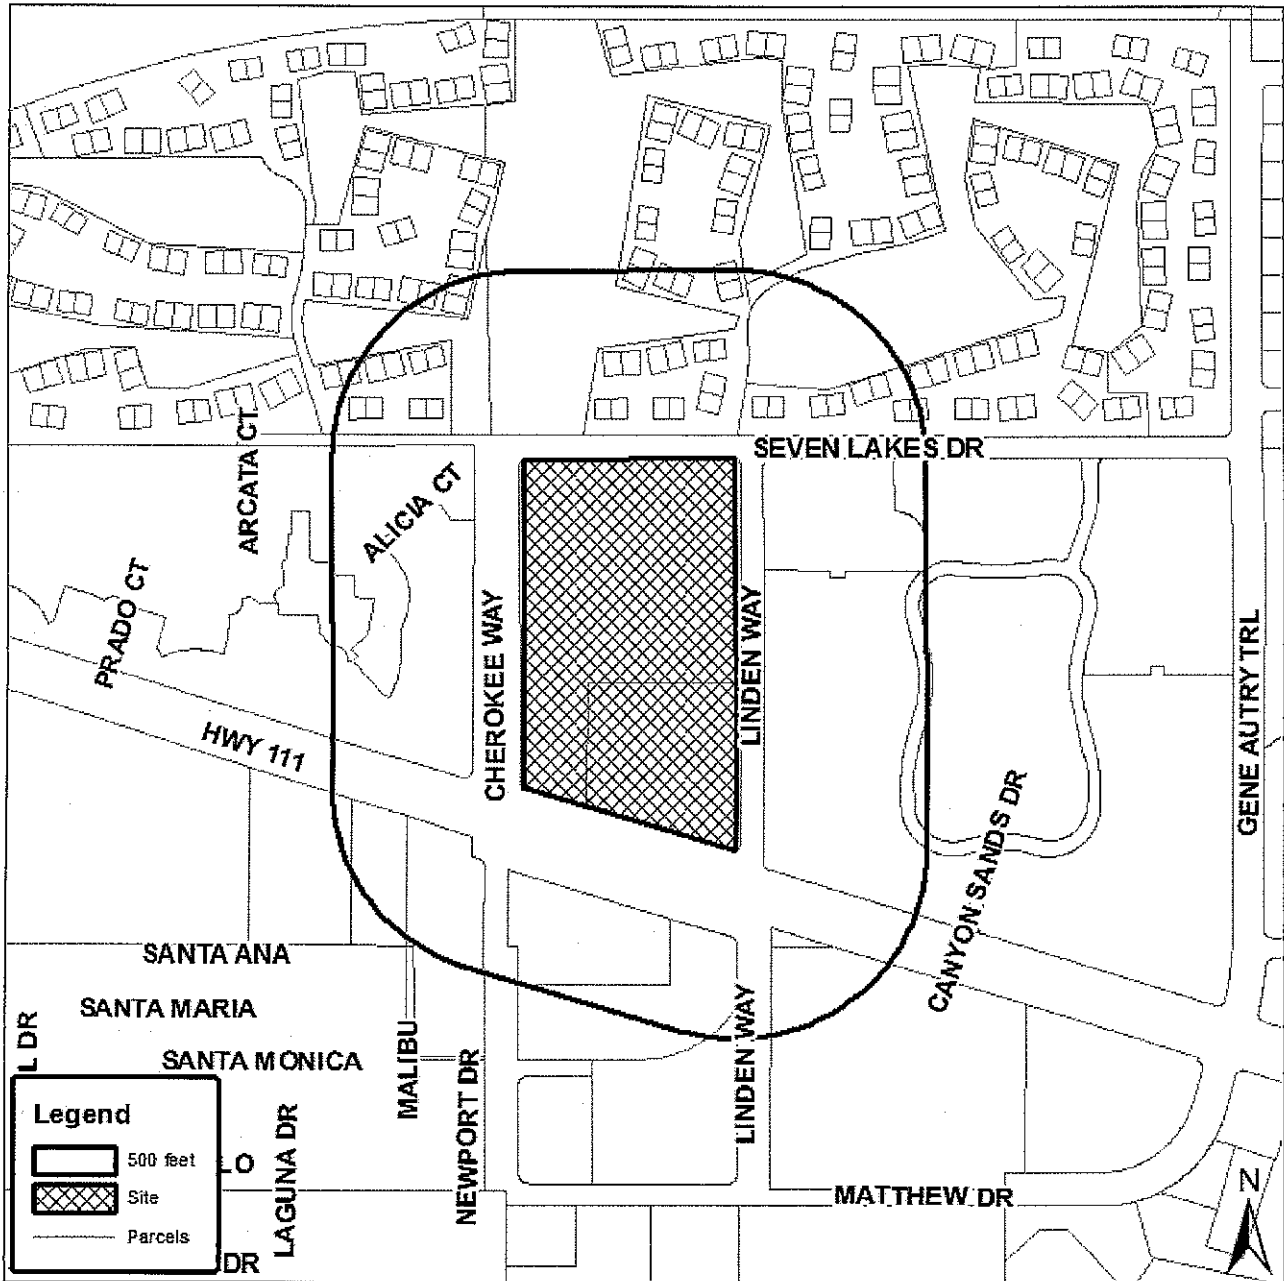 SEVEN LAKES DR
ARCATA CT
ALICIA CT
PRADO CT
CHEROKEE WAY
LINDEN WAY
GENE AUTRY TRL
HWY 111
CANYON SANDS DR
SANTA ANA
SANTA MARIA
L DR
SANTA MONICA
MALIBU
NEWPORT DR
LINDEN WAY
LAGUNA DR
MATTHEW DR
N
Legend
500 feet
LO
Site
Parcels
DR